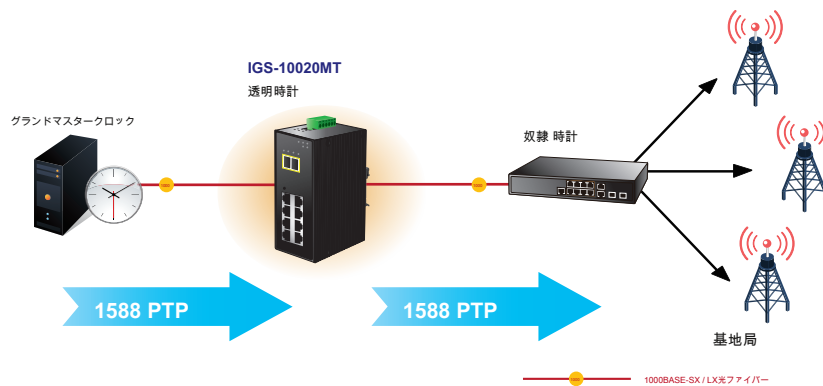 IGS-10020MT
透明時計
グランドマスタークロック
奴隷 時計
1588 PTP
1588 PTP
基地局
1000BASE-SX / LX光ファイバー